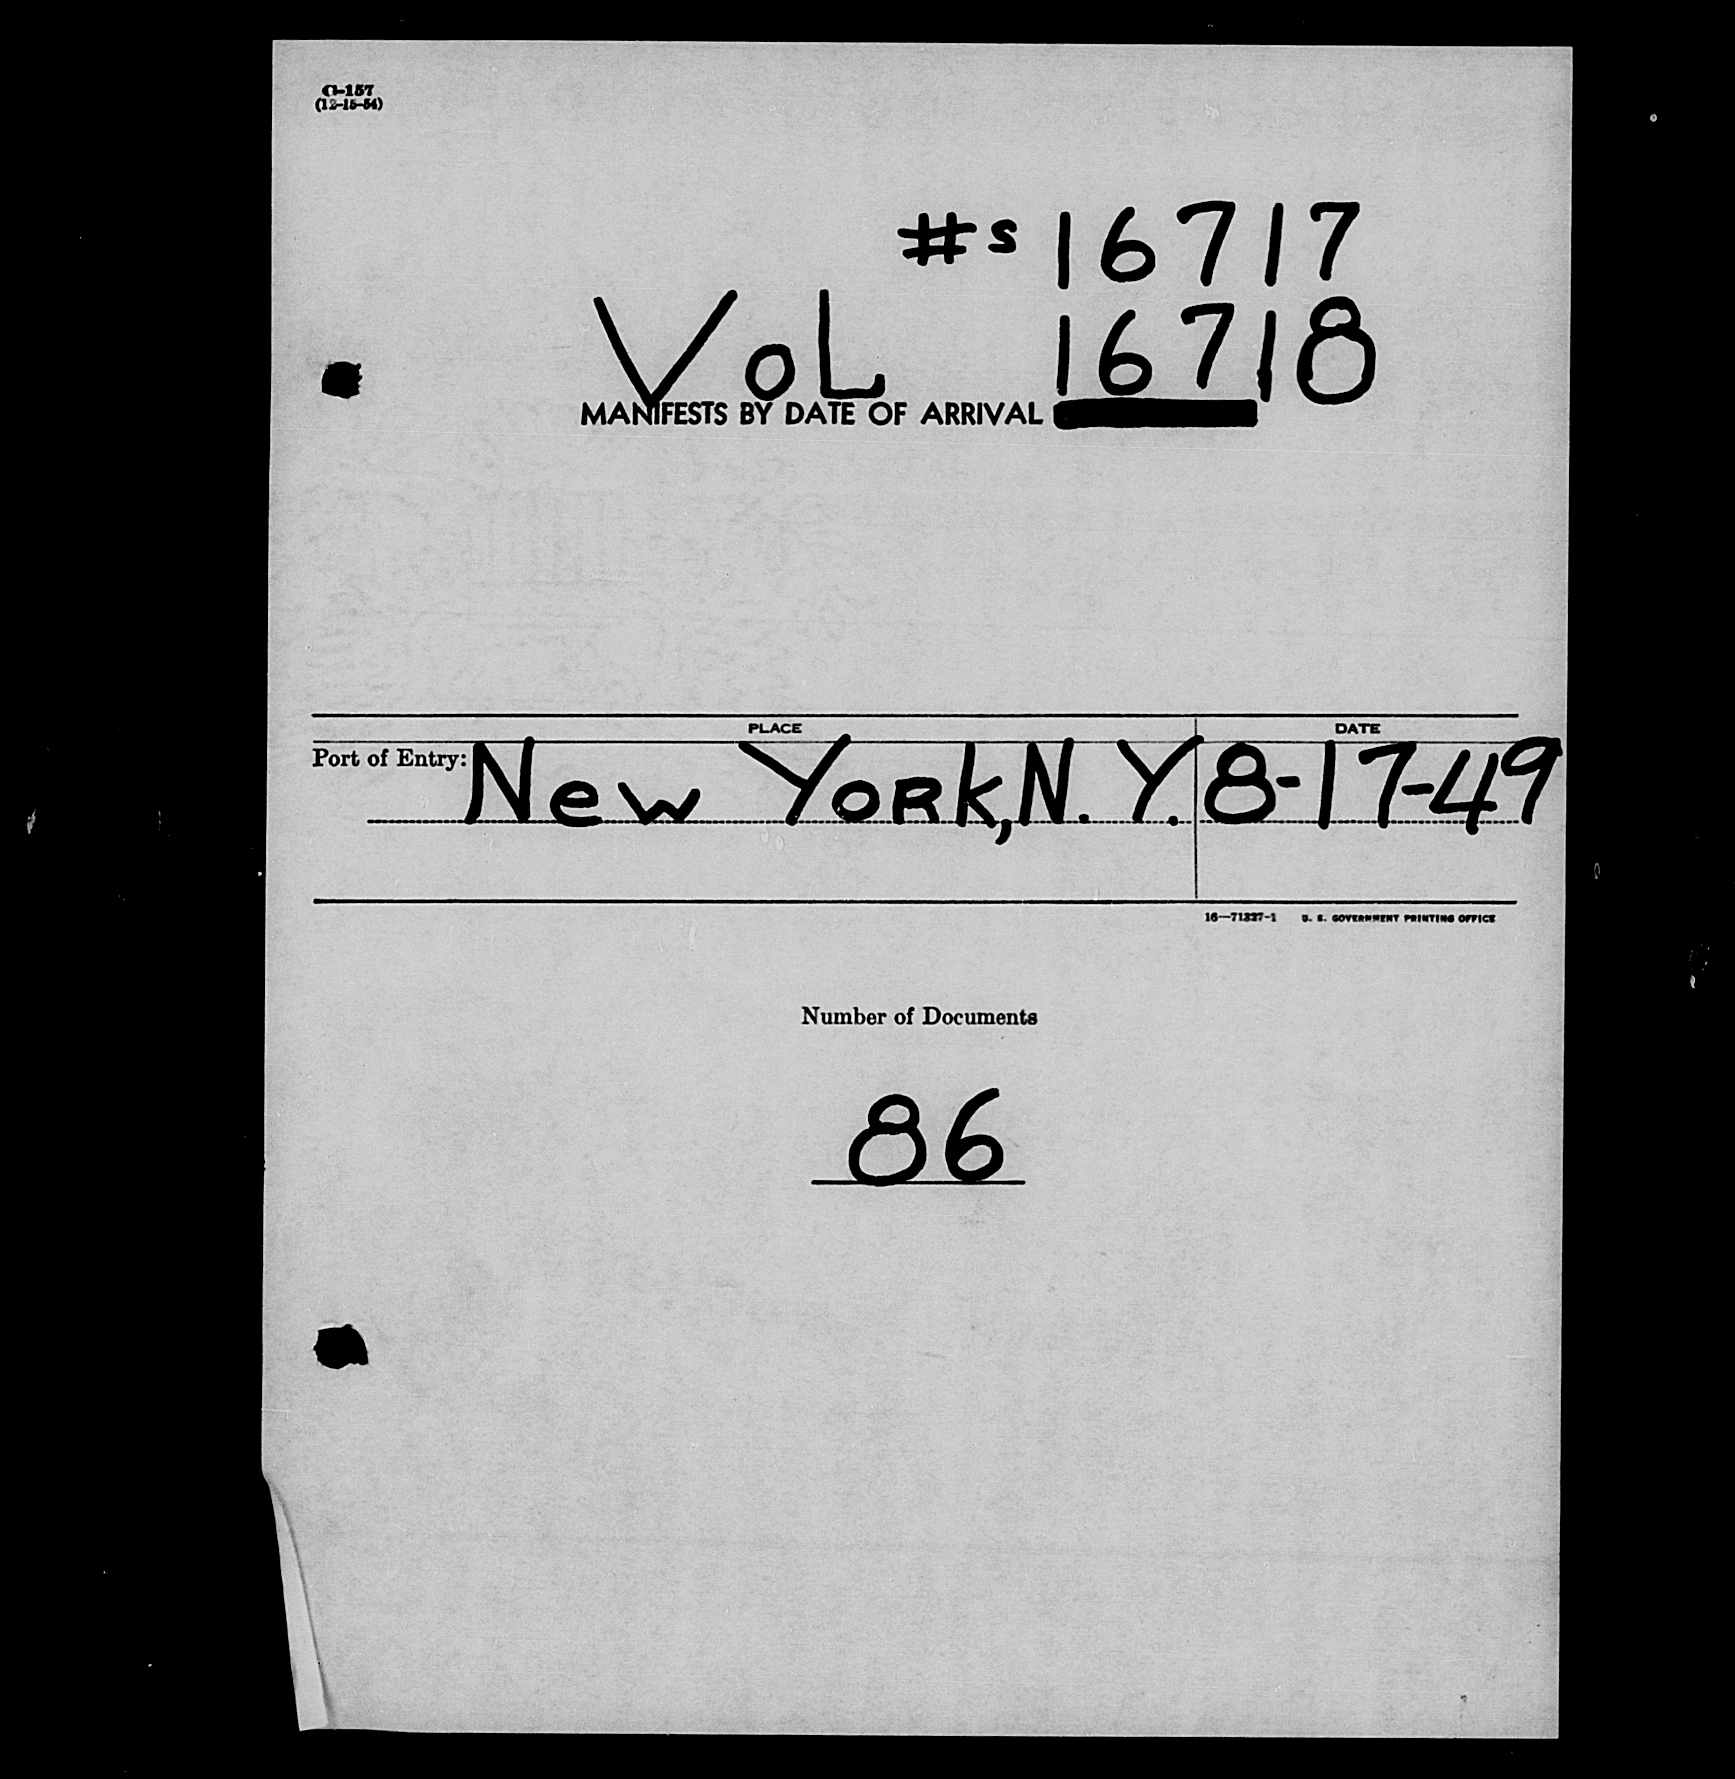 G-157
(12-15-54)
#s 16717
VoL 16718
MANIFESTS BY DATE OF ARRIVAL
PLACE DATE
Port of Entry: New York, N. Y. 8-17-49
16—71327-1 U. S. GOVERNMENT PRINTING OFFICE
Number of Documents
86